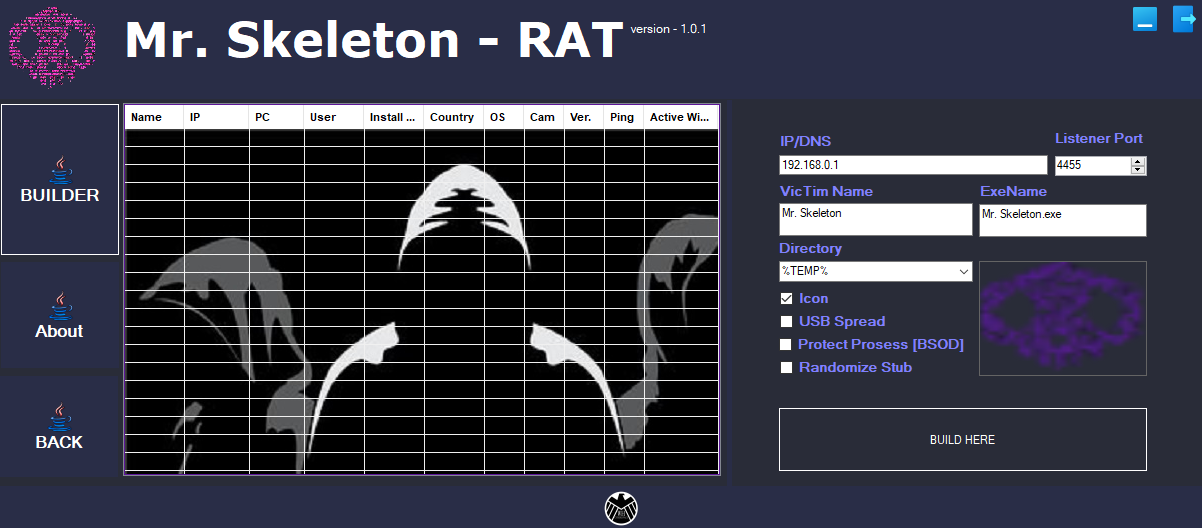 Mr. Skeleton - RAT version - 1.0.1
BUILDER
About
BACK
Name IP PC User Install ... Country OS Cam Ver. Ping Active Wi...
IP/DNS Listener Port
192.168.0.1 4455
VicTim Name ExeName
Mr. Skeleton Mr. Skeleton.exe
Directory
%TEMP%
Icon
USB Spread
Protect Prosess [BSOD]
Randomize Stub
BUILD HERE